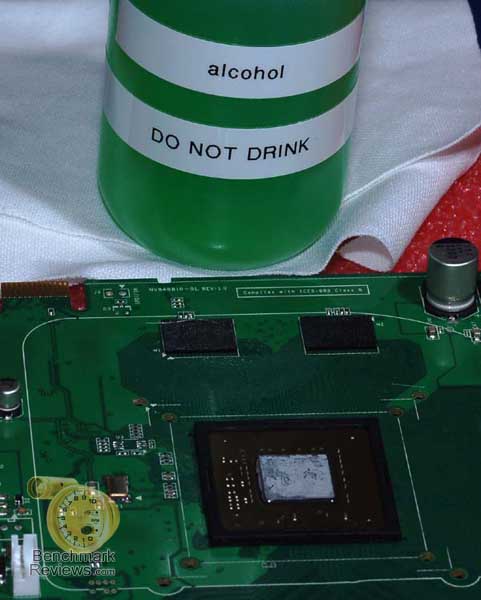 alcohol
DO NOT DRINK
Complies with ICES-003 Class B
Benchmark
Reviews.com